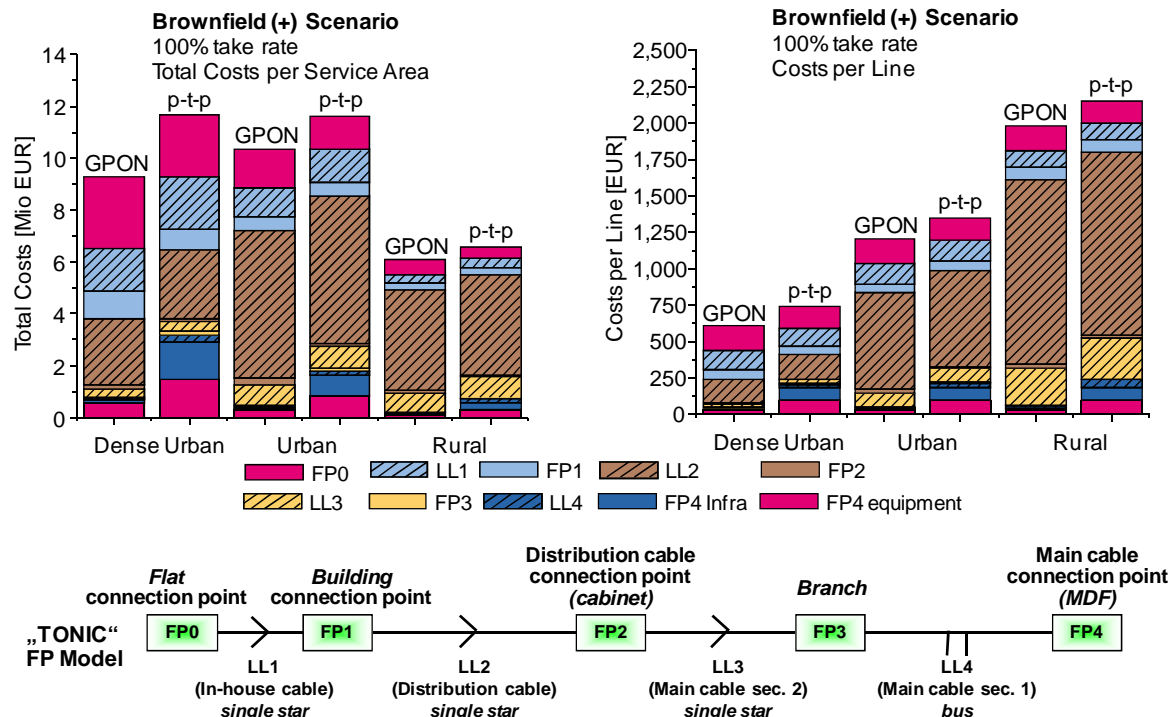 Brownfield (+) Scenario
100% take rate
Total Costs per Service Area
Total Costs [Mio EUR]
14
12
10
8
6
4
2
0
GPON
p-t-p
GPON
p-t-p
GPON
p-t-p
Dense Urban
Urban
Rural
Brownfield (+) Scenario
100% take rate
Costs per Line
Costs per Line [EUR]
2,500
2,250
2,000
1,750
1,500
1,250
1,000
750
500
250
0
GPON
p-t-p
GPON
p-t-p
GPON
p-t-p
Dense Urban
Urban
Rural
FP0
LL1
FP1
LL2
FP2
LL3
FP3
LL4
FP4 Infra
FP4 equipment
„TONIC“
FP Model
Flat
connection point
FP0
Building
connection point
FP1
Distribution cable
connection point
(cabinet)
FP2
Branch
FP3
Main cable
connection point
(MDF)
FP4
LL1
(In-house cable)
single star
LL2
(Distribution cable)
single star
LL3
(Main cable sec. 2)
single star
LL4
(Main cable sec. 1)
bus